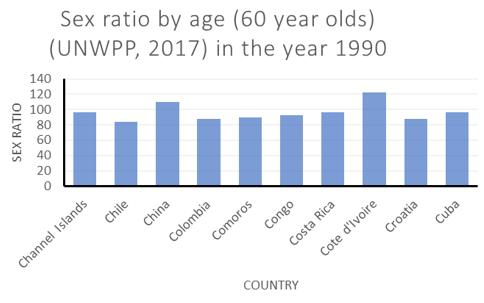 Sex ratio by age (60 year olds)
(UNWPP, 2017) in the year 1990
140
120
100
80
60
40
20
0
SEX RATIO
Channel Islands
Chile
China
Colombia
Comoros
Congo
Costa Rica
Cote d'Ivoire
Croatia
Cuba
COUNTRY